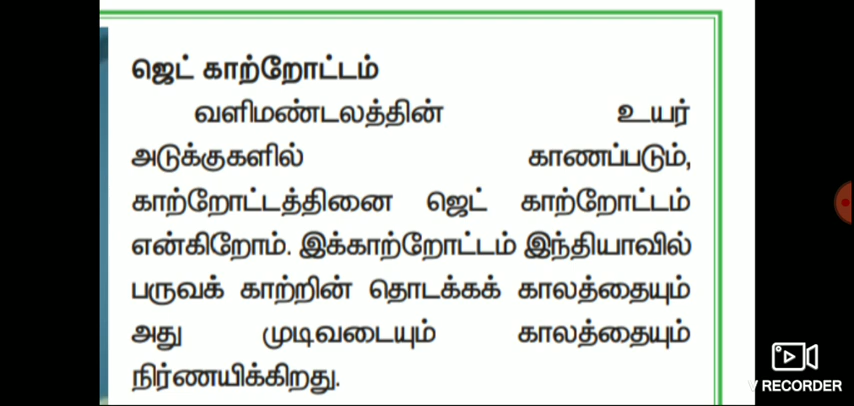 ஜெட் காற்றோட்டம்
வளிமண்டலத்தின் உயர்
அடுக்குகளில் காணப்படும்,
காற்றோட்டத்தினை ஜெட் காற்றோட்டம்
என்கிறோம். இக்காற்றோட்டம் இந்தியாவில்
பருவக் காற்றின் தொடக்கக் காலத்தையும்
அது முடிவடையும் காலத்தையும்
நிர்ணயிக்கிறது.
V RECORDER